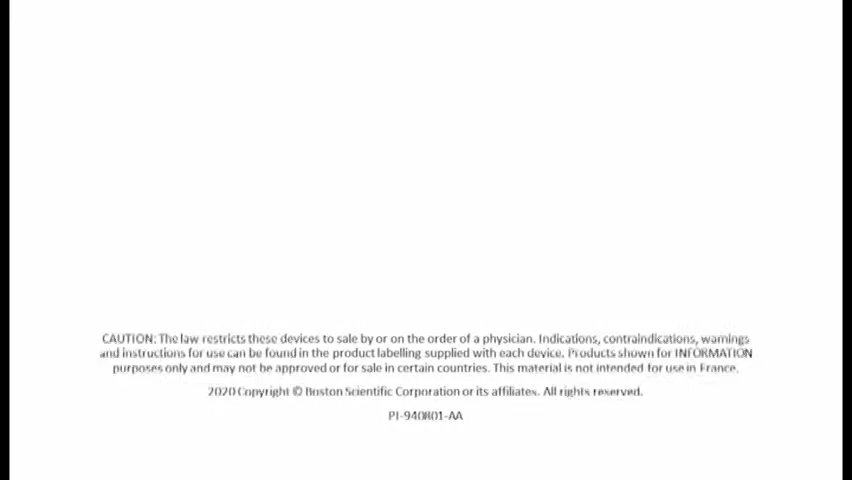 CAUTION: The law restricts these devices to sale by or on the order of a physician. Indications, contraindications, warnings
and instructions for use can be found in the product labelling supplied with each device. Products shown for INFORMATION
purposes only and may not be approved or for sale in certain countries. This material is not intended for use in France.
2020 Copyright © Boston Scientific Corporation or its affiliates. All rights reserved.
PI-940801-AA